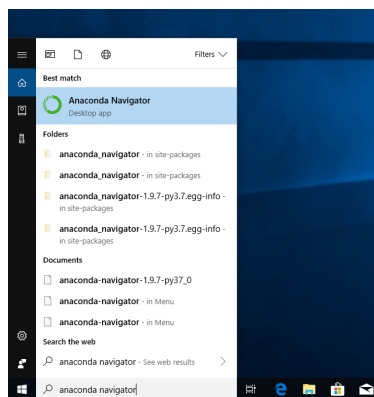 Filters
Best match
Anaconda Navigator
Desktop app
Folders
anaconda_navigator - in site-packages
anaconda_navigator - in site-packages
anaconda_navigator-1.9.7-py3.7.egg-info -
in site-packages
anaconda_navigator-1.9.7-py3.7.egg-info -
in site-packages
Documents
anaconda-navigator-1.9.7-py37_0
anaconda-navigator - in Menu
anaconda-navigator - in Menu
Search the web
anaconda navigator - See web results
anaconda navigator